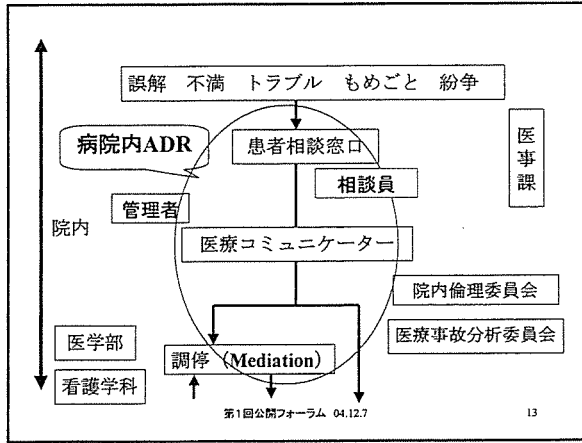 誤解 不満 トラブル もめごと 紛争
病院内ADR
患者相談窓口
医事課
相談員
管理者
院内
医療コミュニケーター
院内倫理委員会
医学部
医療事故分析委員会
調停 (Mediation)
看護学科
第1回公開フォーラム 04.12.7
13